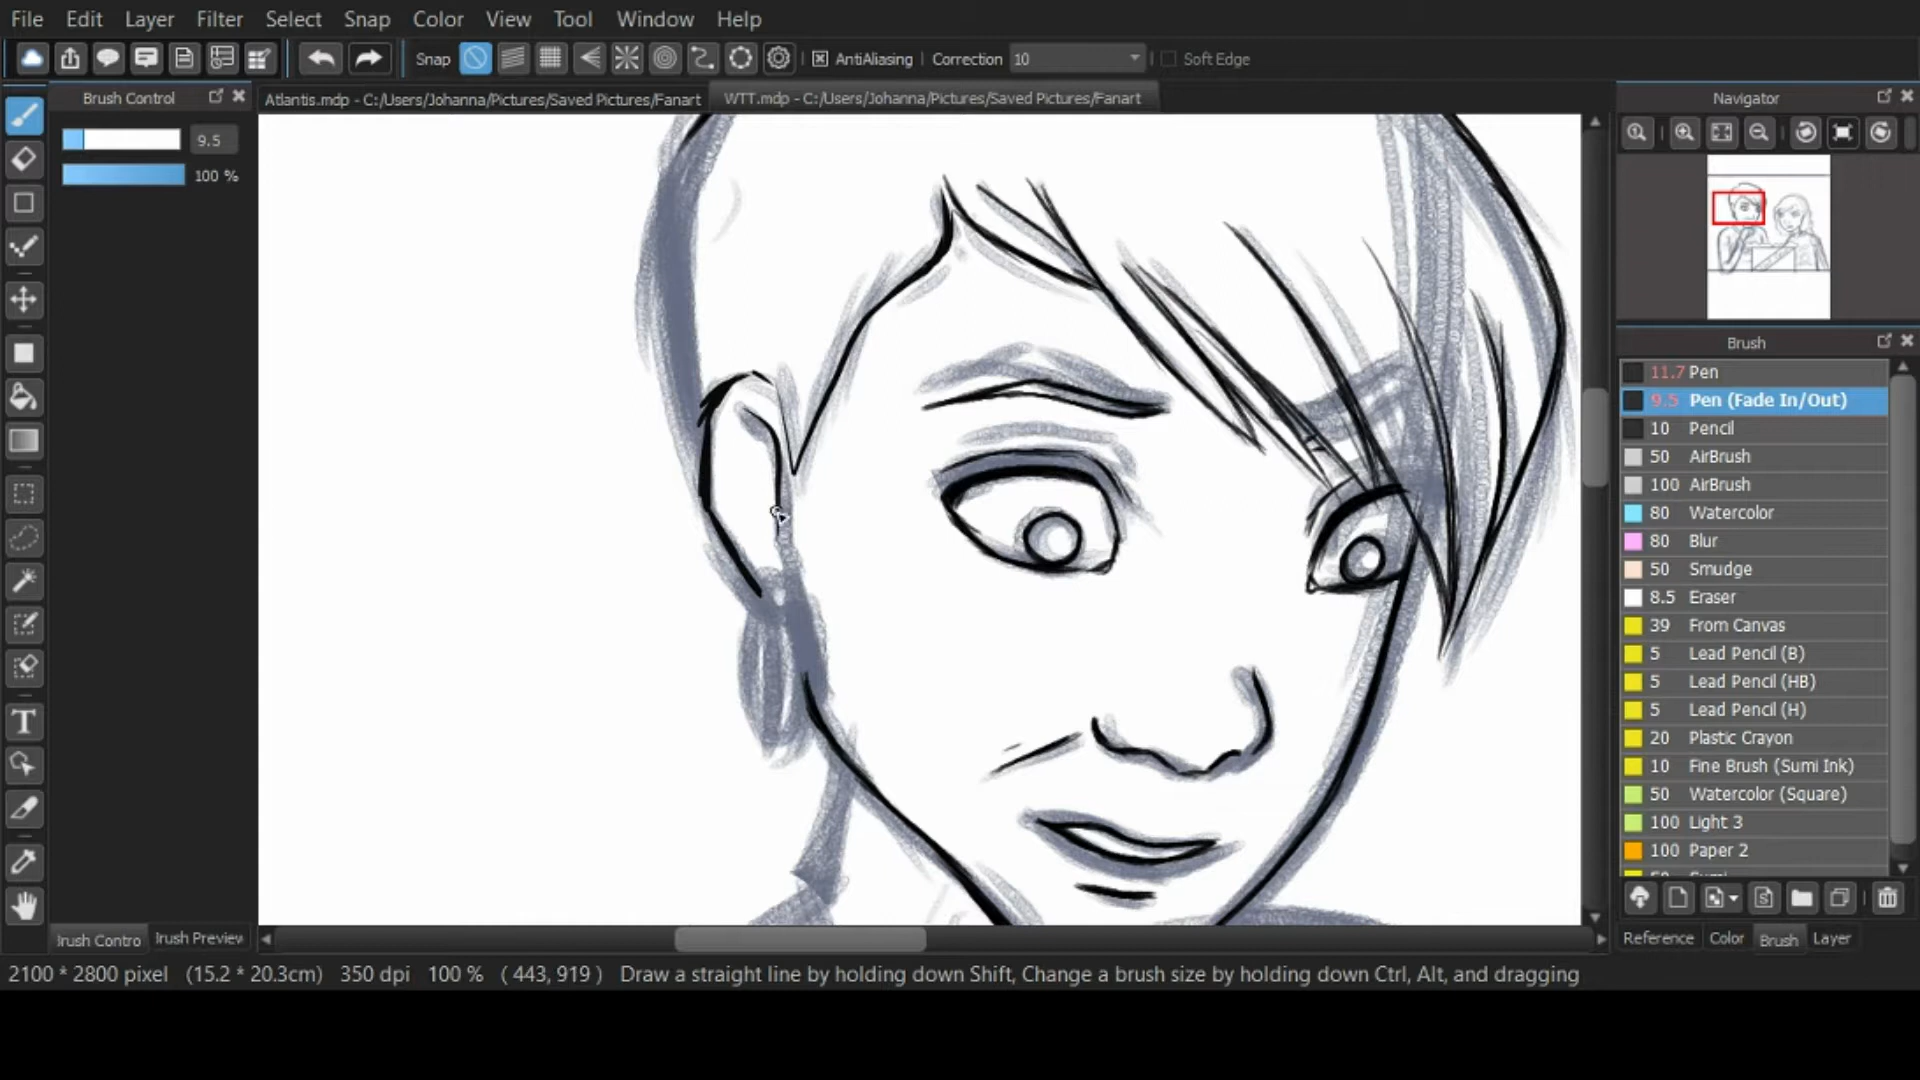 File Edit Layer Filter Select Snap Color View Tool Window Help
Snap AntiAliasing Correction 10 Soft Edge
Brush Control
Atlantis.mdp - C:/Users/Johanna/Pictures/Saved Pictures/Fanart
WTT.mdp - C:/Users/Johanna/Pictures/Saved Pictures/Fanart
Navigator
9.5
100 %
Brush
11.7 Pen
9.5 Pen (Fade In/Out)
10 Pencil
50 AirBrush
100 AirBrush
80 Watercolor
80 Blur
50 Smudge
8.5 Eraser
39 From Canvas
5 Lead Pencil (B)
5 Lead Pencil (HB)
5 Lead Pencil (H)
20 Plastic Crayon
10 Fine Brush (Sumi Ink)
50 Watercolor (Square)
100 Light 3
100 Paper 2
Brush Contro Brush Preview
Reference Color Brush Layer
2100 * 2800 pixel (15.2 * 20.3cm) 350 dpi 100 % ( 443, 919 ) Draw a straight line by holding down Shift, Change a brush size by holding down Ctrl, Alt, and dragging